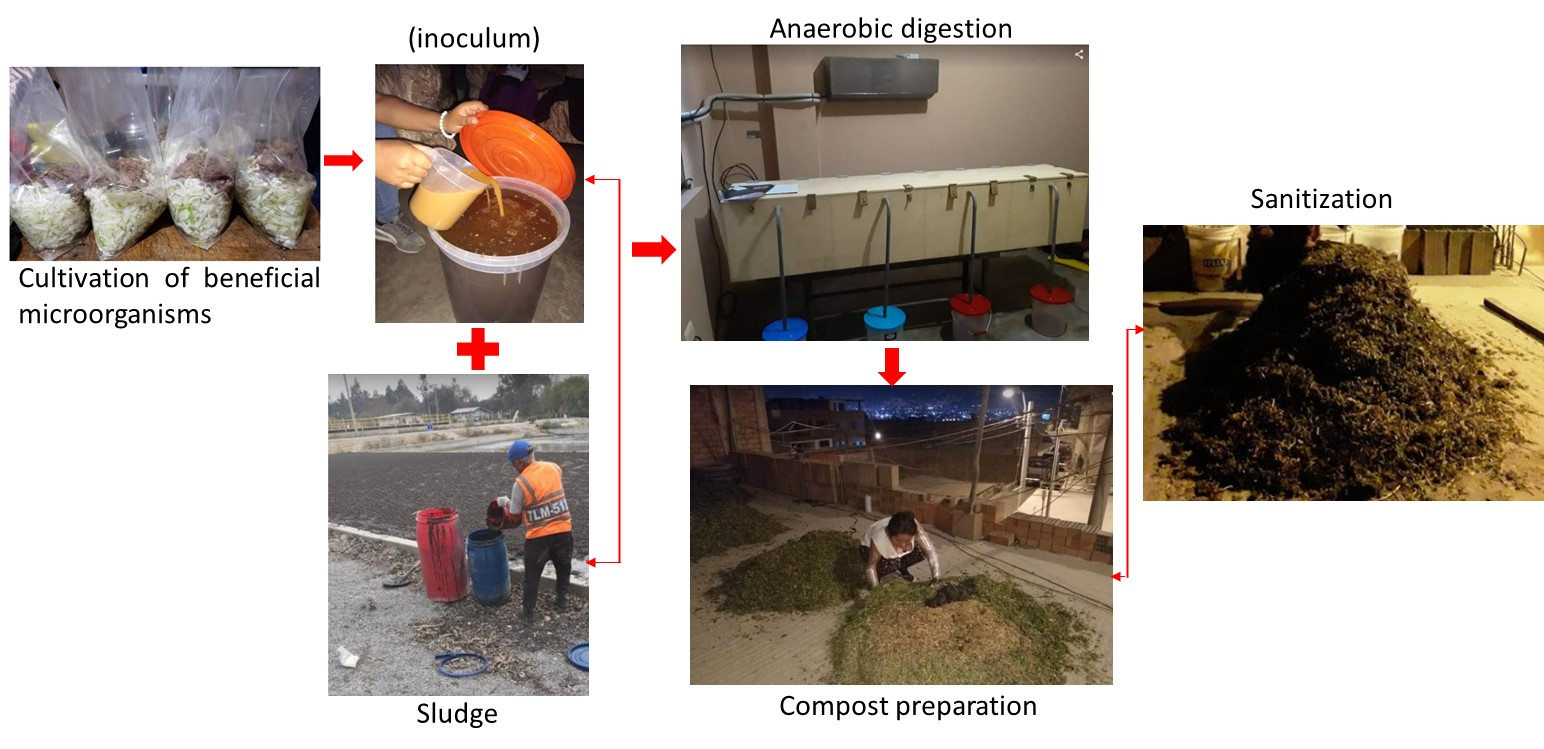 (inoculum)
Anaerobic digestion
Cultivation of beneficial
microorganisms
Sanitization
TLM-51
Sludge
Compost preparation